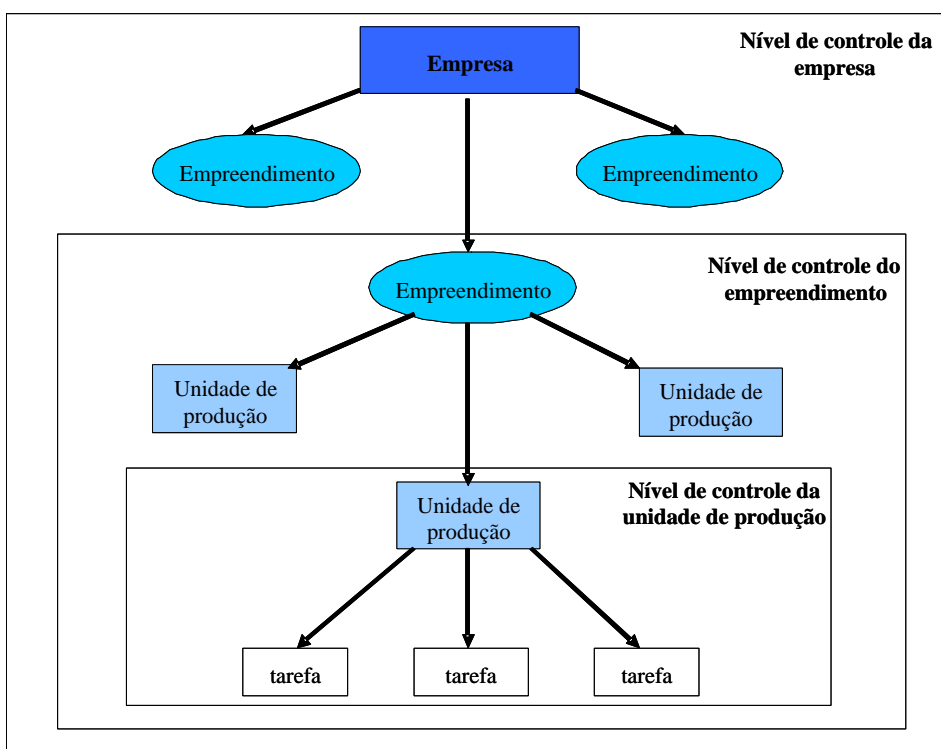 Nível de controle da
empresa
Empresa
Empreendimento
Empreendimento
Nível de controle do
empreendimento
Empreendimento
Unidade de
produção
Unidade de
produção
Nível de controle da
unidade de produção
Unidade de
produção
tarefa
tarefa
tarefa